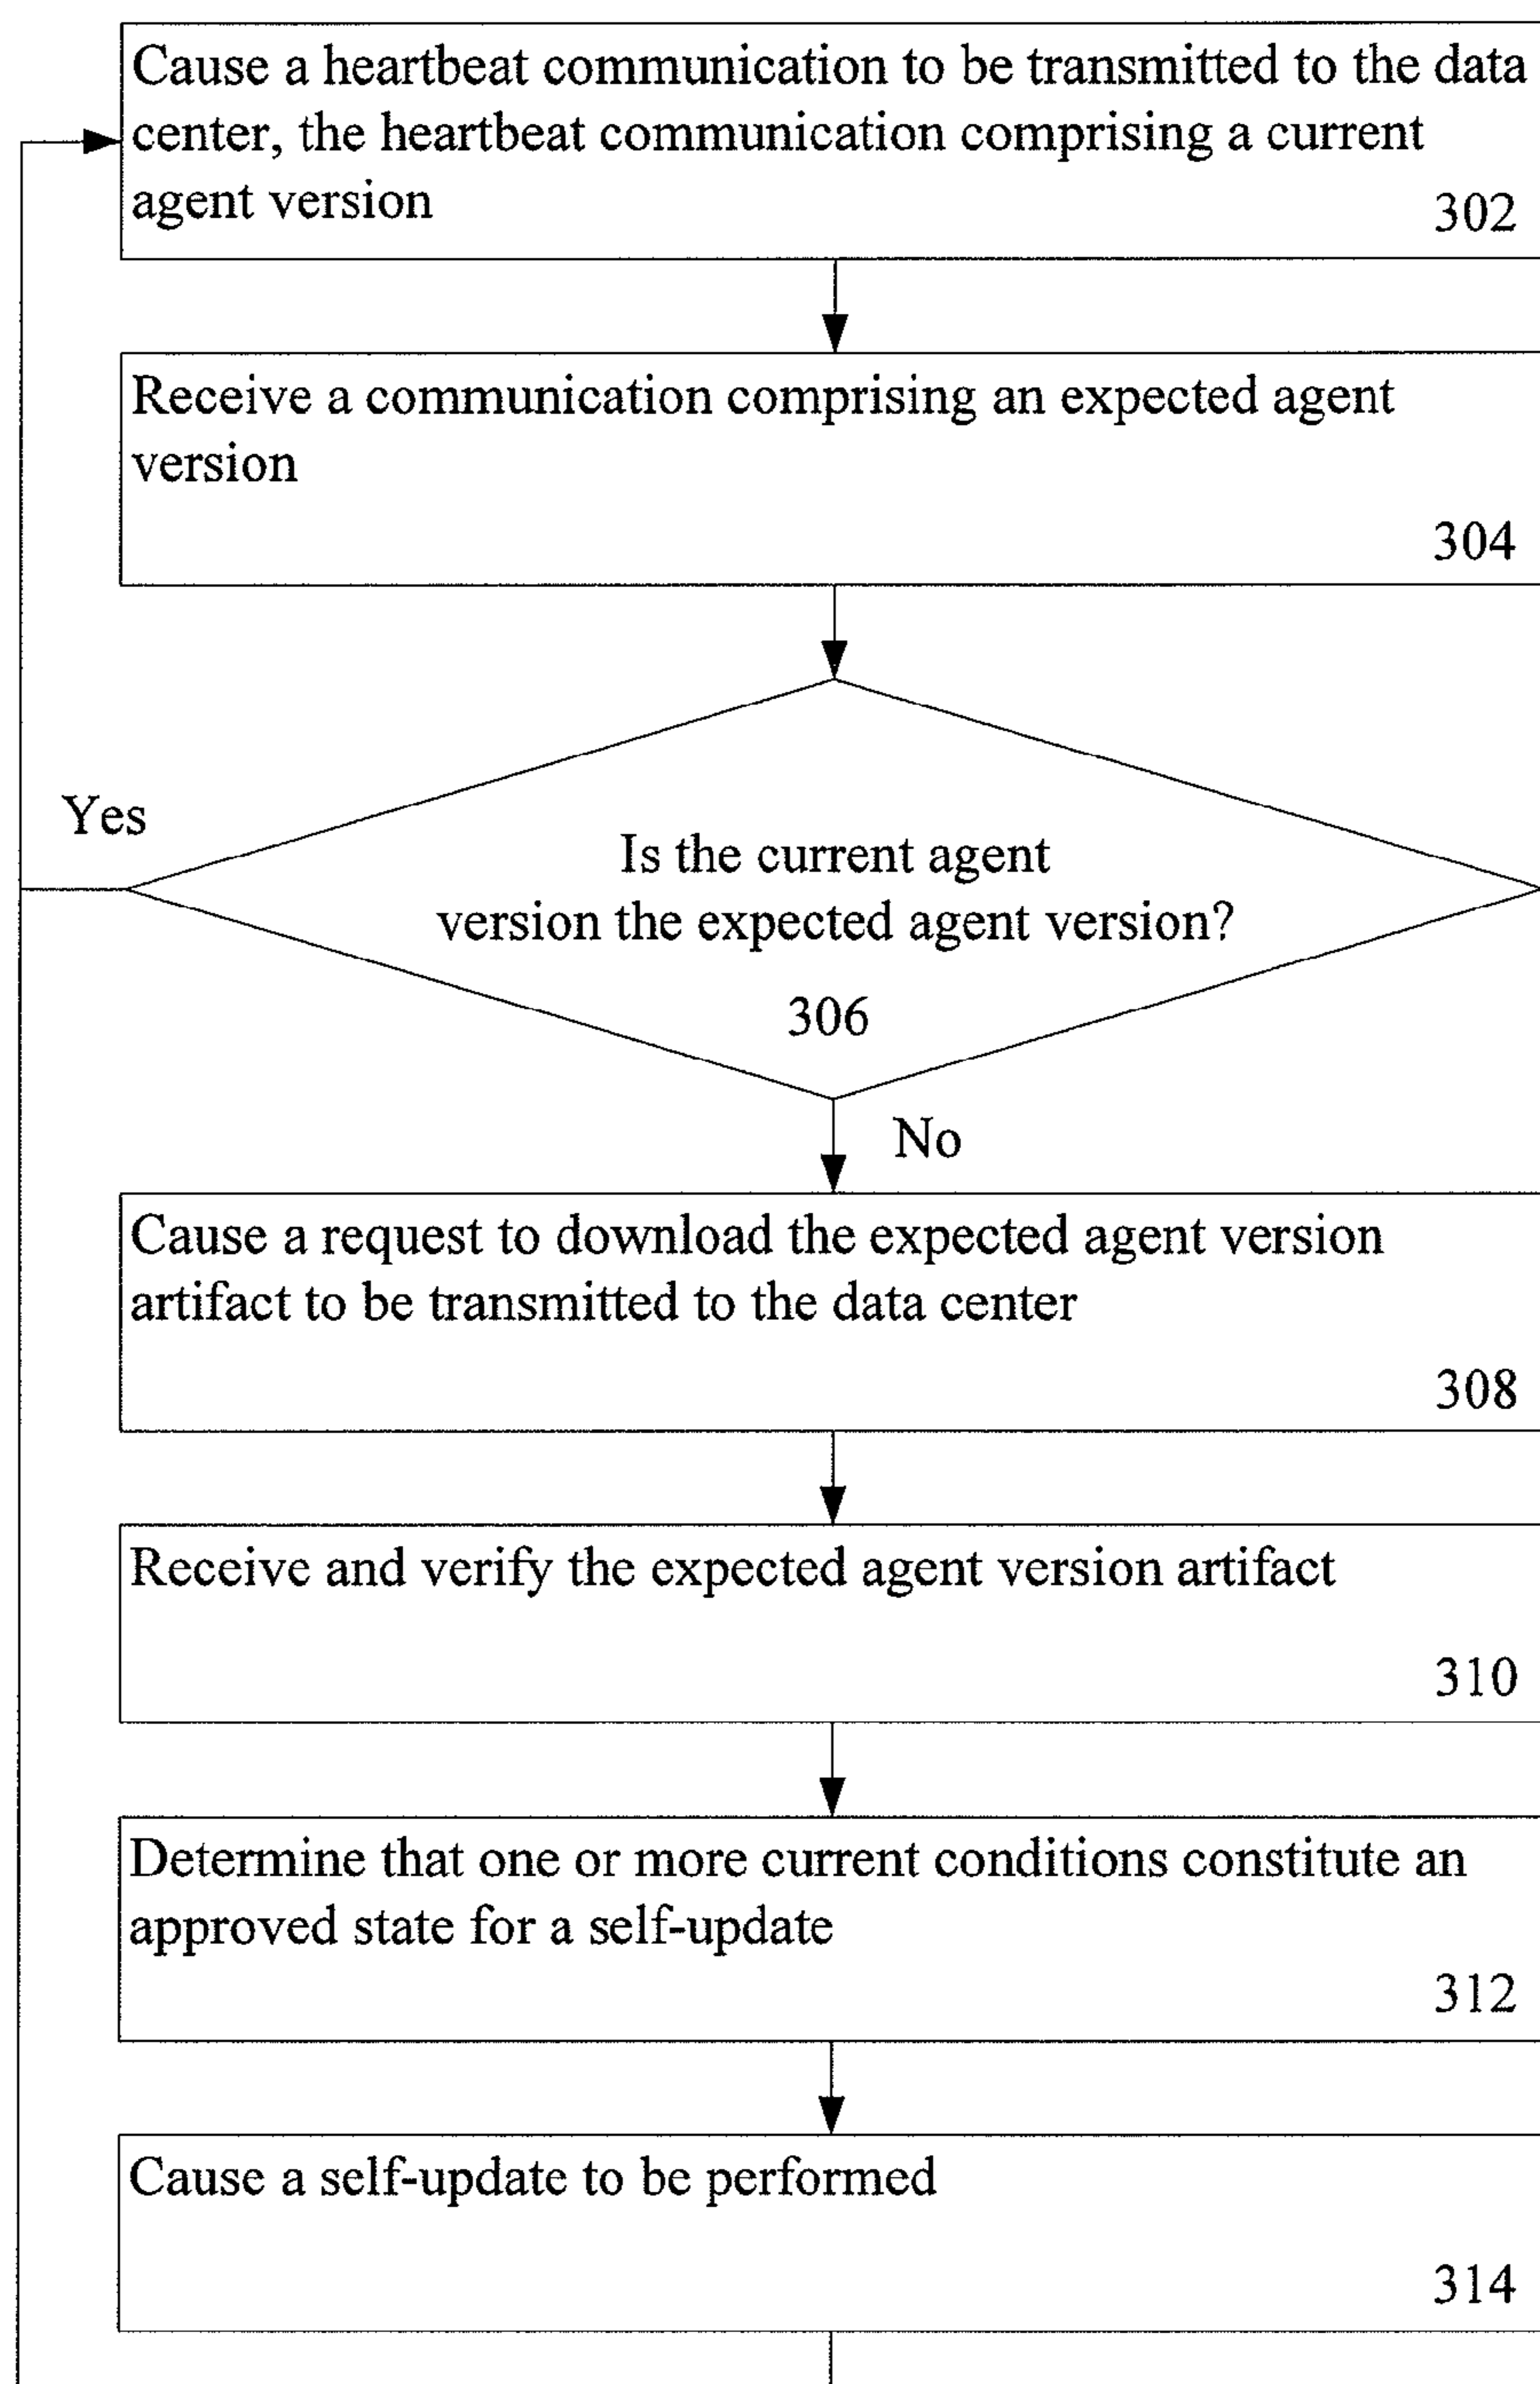 Cause a heartbeat communication to be transmitted to the data
center, the heartbeat communication comprising a current
agent version
302
Receive a communication comprising an expected agent
version
304
Yes
Is the current agent
version the expected agent version?
306
No
Cause a request to download the expected agent version
artifact to be transmitted to the data center
308
Receive and verify the expected agent version artifact
310
Determine that one or more current conditions constitute an
approved state for a self-update
312
Cause a self-update to be performed
314